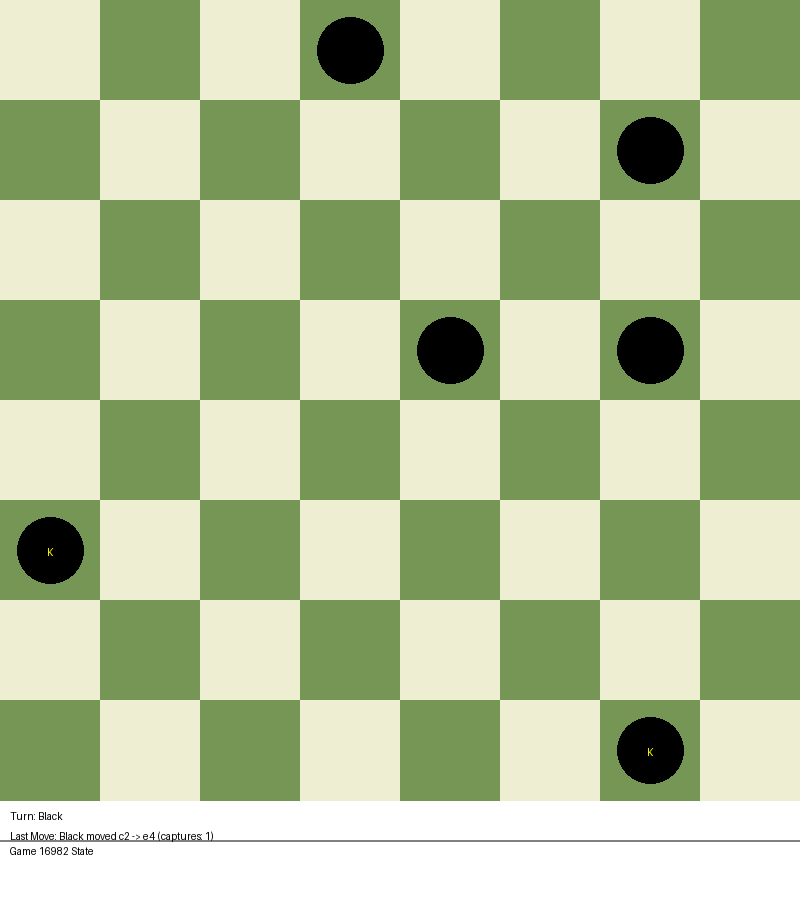 K
K
Turn: Black
Last Move: Black moved c2 -> e4 (captures: 1)
Game 16982 State